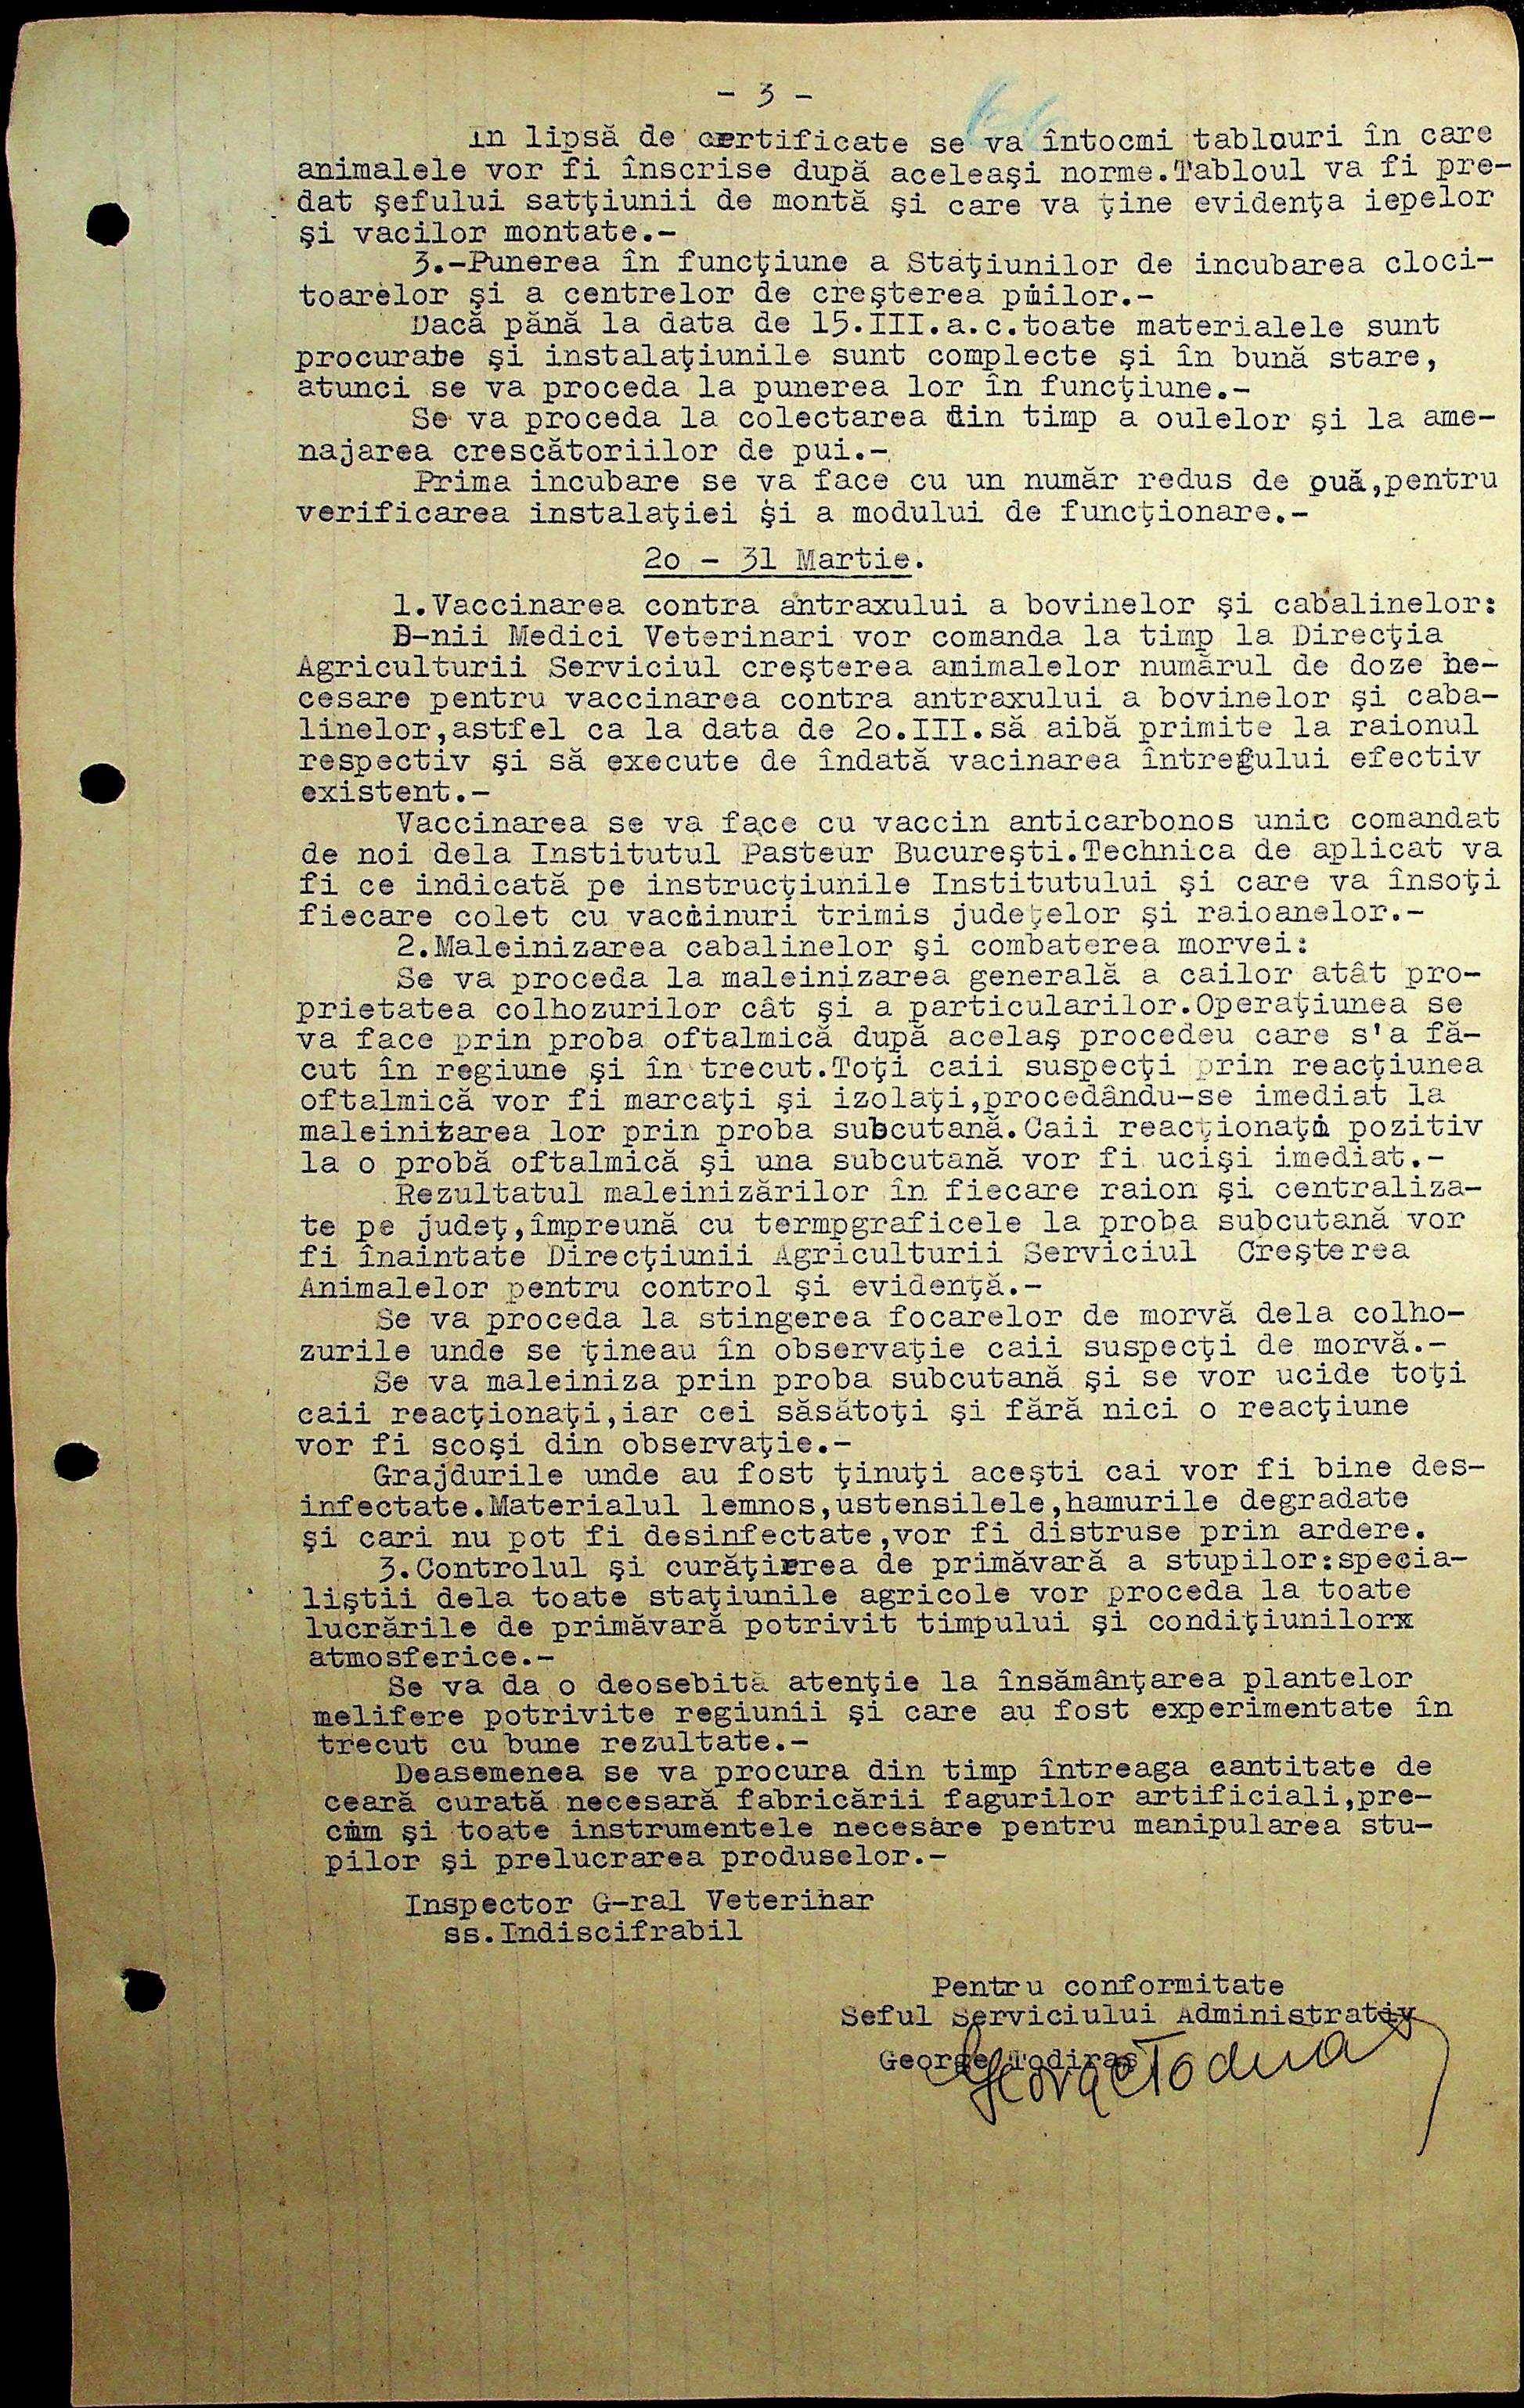 - 3 -
In lipsă de certificate se va întocmi tablouri în care
animalele vor fi înscrise după aceleaşi norme.Tabloul va fi pre-
dat şefului satţiunii de montă şi care va ţine evidenţa iepelor
şi vacilor montate.-
3.-Punerea în funcţiune a Staţiunilor de incubarea cloci-
toarelor şi a centrelor de creşterea puilor.-
Dacă până la data de 15.III.a.c.toate materialele sunt
procurate şi instalaţiunile sunt complecte şi în bună stare,
atunci se va proceda la punerea lor în funcţiune.-
Se va proceda la colectarea din timp a oulelor şi la ame-
najarea crescătoriilor de pui.-
Prima incubare se va face cu un număr redus de ouă,pentru
verificarea instalaţiei şi a modului de funcţionare.-
2o - 31 Martie.
1.Vaccinarea contra antraxului a bovinelor şi cabalinelor:
D-nii Medici Veterinari vor comanda la timp la Direcţia
Agriculturii Serviciul creşterea animalelor numărul de doze ne-
cesare pentru vaccinarea contra antraxului a bovinelor şi caba-
linelor,astfel ca la data de 2o.III.să aibă primite la raionul
respectiv şi să execute de îndată vacinarea întregului efectiv
existent.-
Vaccinarea se va face cu vaccin anticarbonos unic comandat
de noi dela Institutul Pasteur Bucureşti.Technica de aplicat va
fi ce indicată pe instrucţiunile Institutului şi care va însoţi
fiecare colet cu vacinuri trimis judeţelor şi raioanelor.-
2.Maleinizarea cabalinelor şi combaterea morvei:
Se va proceda la maleinizarea generală a cailor atât pro-
prietatea colhozurilor cât şi a particularilor.Operaţiunea se
va face prin proba oftalmică după acelaş procedeu care s'a fă-
cut în regiune şi în trecut.Toţi caii suspecţi prin reacţiunea
oftalmică vor fi marcaţi şi izolaţi,procedându-se imediat la
maleinizarea lor prin proba subcutană.Caii reacţionaţi pozitiv
la o probă oftalmică şi una subcutană vor fi ucişi imediat.-
Rezultatul maleinizărilor în fiecare raion şi centraliza-
te pe judeţ,împreună cu termpgraficele la proba subcutană vor
fi înaintate Direcţiunii Agriculturii Serviciul Creşterea
Animalelor pentru control şi evidenţă.-
Se va proceda la stingerea focarelor de morvă dela colho-
zurile unde se ţineau în observaţie caii suspecţi de morvă.-
Se va maleiniza prin proba subcutană şi se vor ucide toţi
caii reacţionaţi,iar cei săsătoţi şi fără nici o reacţiune
vor fi scoşi din observaţie.-
Grajdurile unde au fost ţinuţi aceşti cai vor fi bine des-
infectate.Materialul lemnos,ustensilele,hamurile degradate
şi cari nu pot fi desinfectate,vor fi distruse prin ardere.
3.Controlul şi curăţirrea de primăvară a stupilor:specia-
liştii dela toate staţiunile agricole vor proceda la toate
lucrările de primăvară potrivit timpului şi condiţiunilorx
atmosferice.-
Se va da o deosebită atenţie la însămânţarea plantelor
melifere potrivite regiunii şi care au fost experimentate în
trecut cu bune rezultate.-
Deasemenea se va procura din timp întreaga cantitate de
ceară curată necesară fabricării fagurilor artificiali,pre-
cum şi toate instrumentele necesare pentru manipularea stu-
pilor şi prelucrarea produselor.-
Inspector G-ral Veterinar
ss.Indiscifrabil
Pentru conformitate
Seful Serviciului Administrativ
George Todiraş